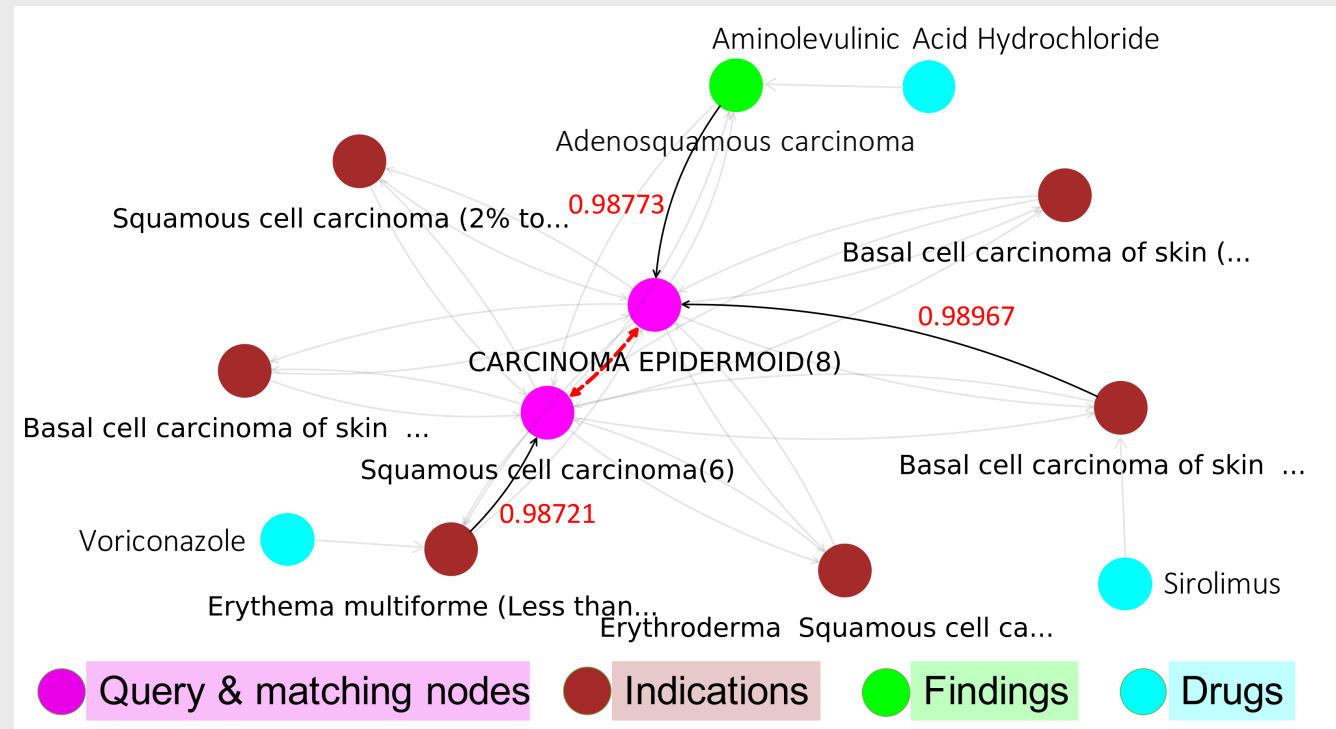 Aminolevulinic Acid Hydrochloride
Adenosquamous carcinoma
0.98773
Squamous cell carcinoma (2% to...
Basal cell carcinoma of skin (...
0.98967
CARCINOMA EPIDERMOID(8)
Basal cell carcinoma of skin ...
Squamous cell carcinoma(6)
Basal cell carcinoma of skin ...
0.98721
Voriconazole
Sirolimus
Erythema multiforme (Less than...
Erythroderma Squamous cell ca...
Query & matching nodes
Indications
Findings
Drugs